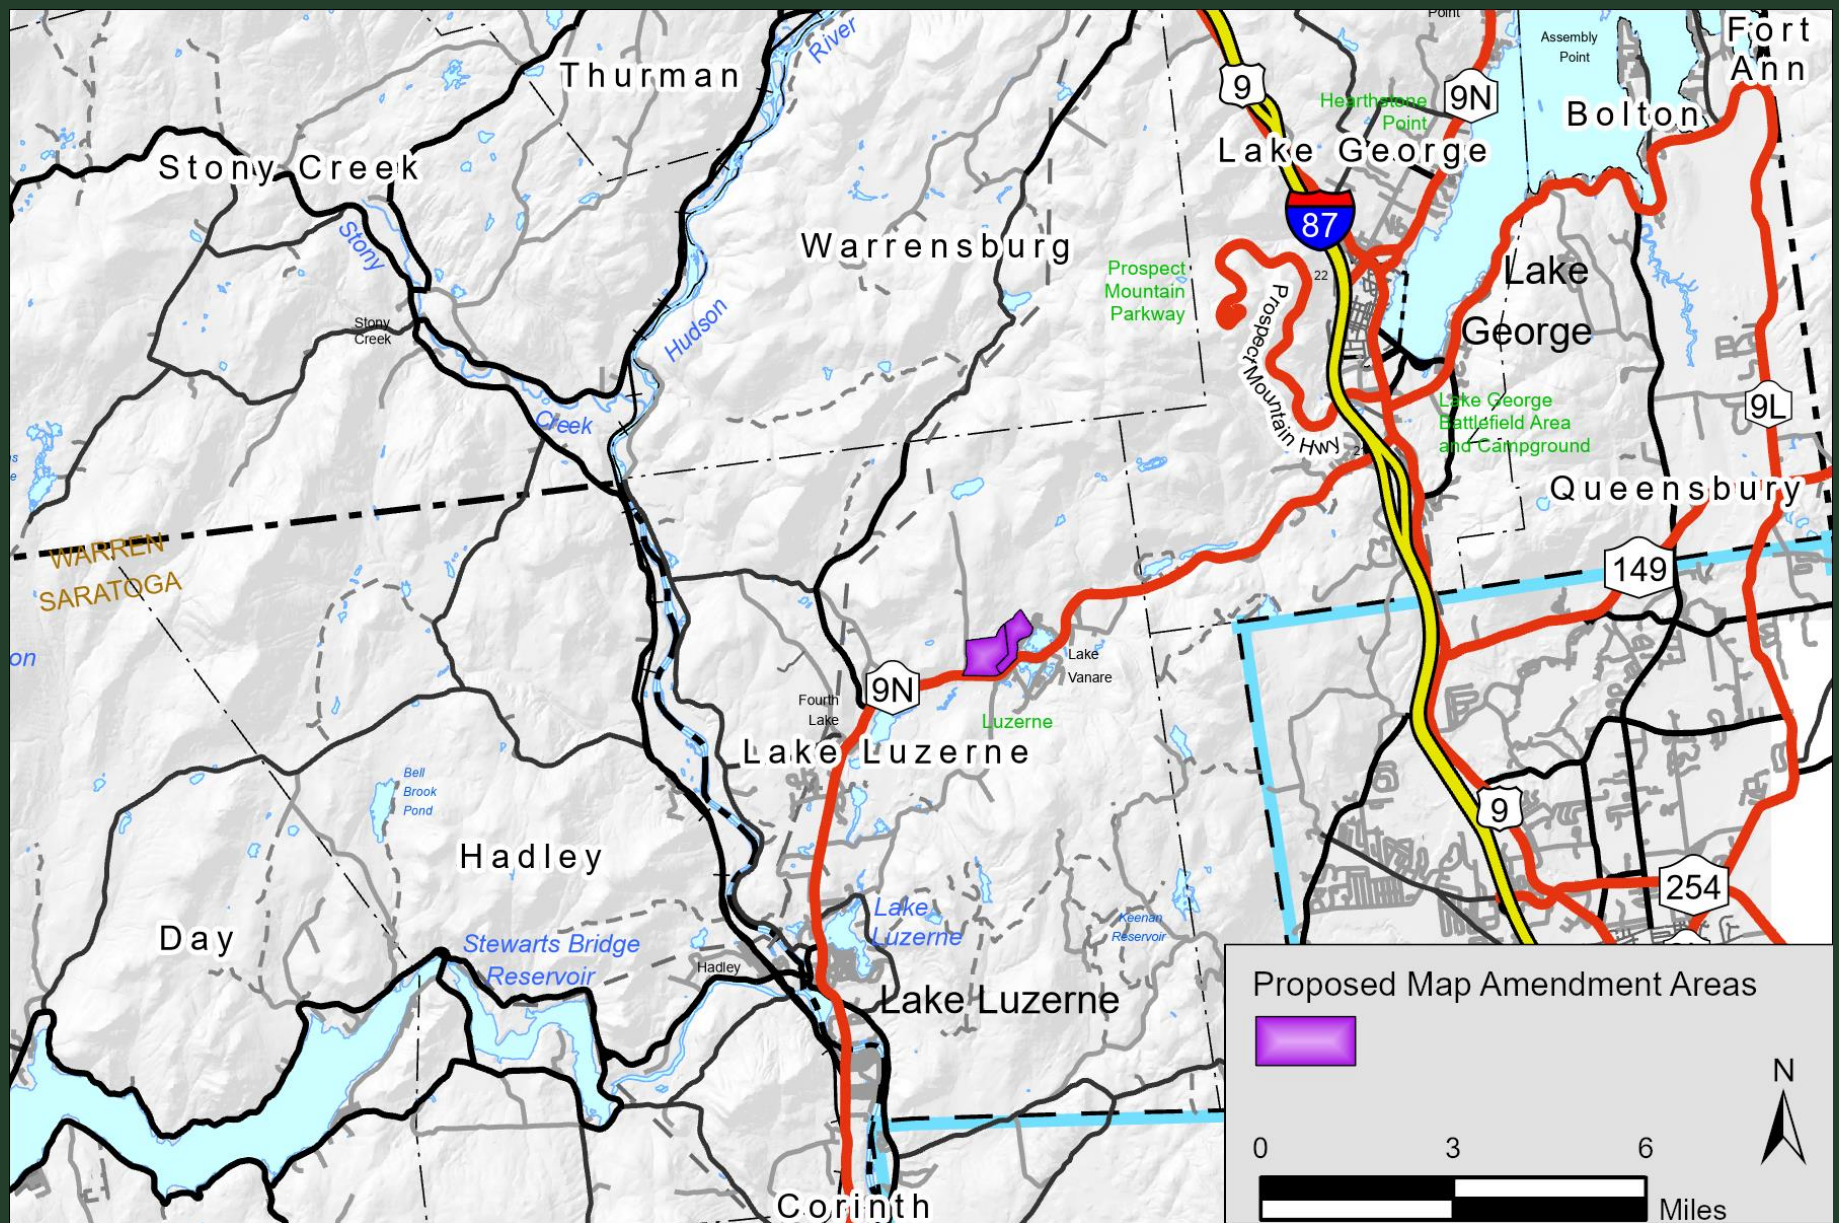 Point
Assembly
Point
Fort
Ann
River
Thurman
9
9N
Hearthstone
Point
Bolton
Lake George
Stony Creek
87
Stony
Warrensburg
Prospect
Mountain
Parkway
22
Lake
George
Prospect Mountain Hwy
Hudson
Stony
Creek
Creek
Lake George
Battlefield Area
and Campground
9L
Queensbury
WARREN
SARATOGA
149
on
Lake
Vanare
9N
Fourth
Lake
Luzerne
Lake Luzerne
Bell
Brook
Pond
9
Hadley
254
Day
Lake
Luzerne
Keenan
Reservoir
Stewarts Bridge
Reservoir
Hadley
Lake Luzerne
Corinth
Proposed Map Amendment Areas
N
0 3 6
Miles